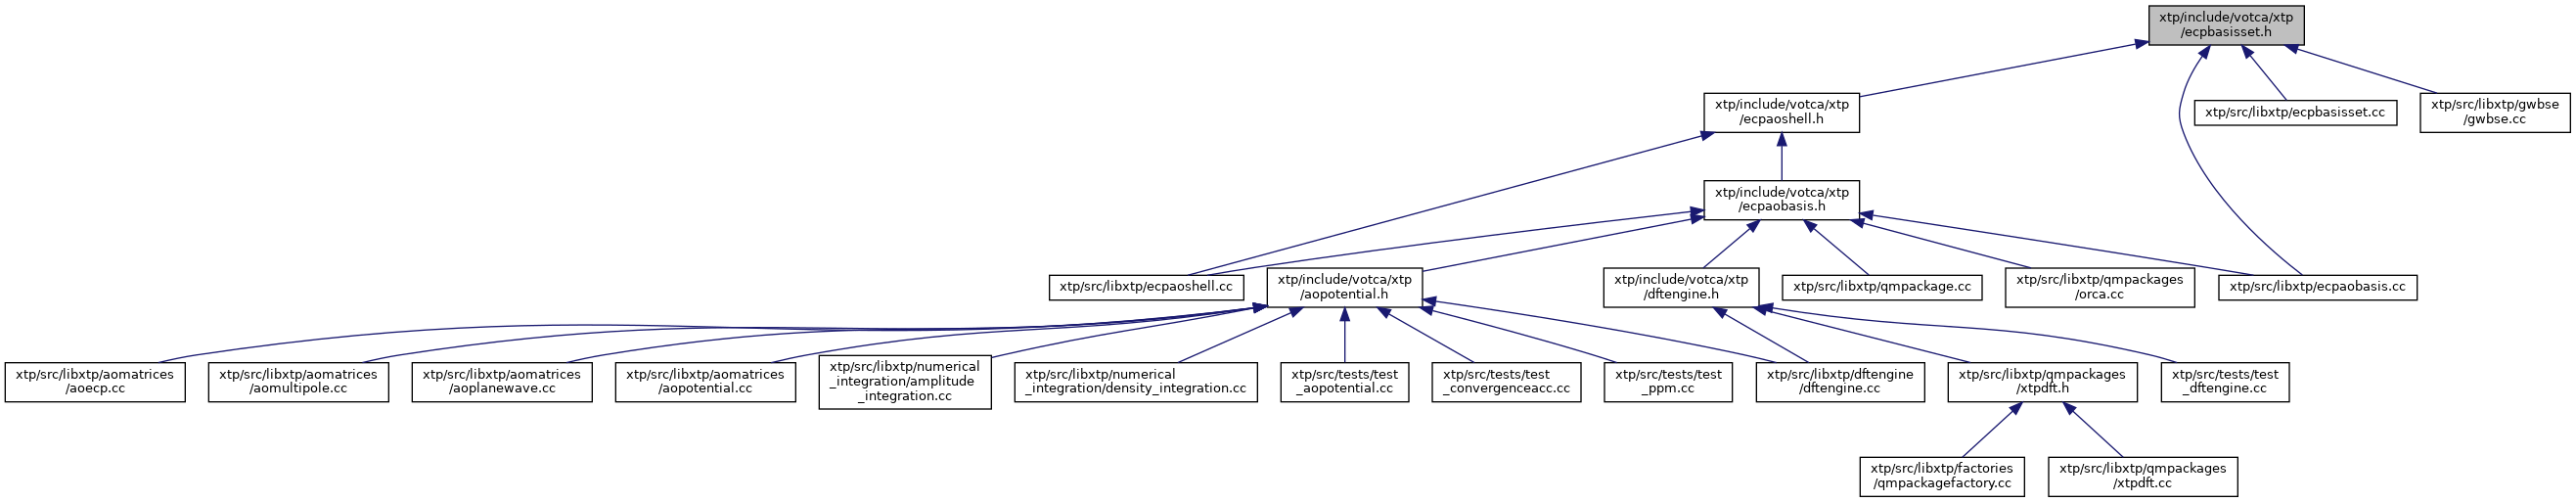 xtp/include/votca/xtp
/ecpbasisset.h
xtp/include/votca/xtp
/ecpaoshell.h
xtp/src/libxtp/ecpbasisset.cc
xtp/src/libxtp/gwbse
/gwbse.cc
xtp/include/votca/xtp
/ecpaobasis.h
xtp/src/libxtp/ecpaoshell.cc
xtp/include/votca/xtp
/aopotential.h
xtp/include/votca/xtp
/dftengine.h
xtp/src/libxtp/qmpackage.cc
xtp/src/libxtp/qmpackages
/orca.cc
xtp/src/libxtp/ecpaobasis.cc
xtp/src/libxtp/aomatrices
/aoecp.cc
xtp/src/libxtp/aomatrices
/aomultipole.cc
xtp/src/libxtp/aomatrices
/aoplanewave.cc
xtp/src/libxtp/aomatrices
/aopotential.cc
xtp/src/libxtp/numerical
_integration/amplitude
_integration.cc
xtp/src/libxtp/numerical
_integration/density_integration.cc
xtp/src/tests/test
_aopotential.cc
xtp/src/tests/test
_convergenceacc.cc
xtp/src/tests/test
_ppm.cc
xtp/src/libxtp/dftengine
/dftengine.cc
xtp/src/libxtp/qmpackages
/xtpdft.h
xtp/src/tests/test
_dftengine.cc
xtp/src/libxtp/factories
/qmpackagefactory.cc
xtp/src/libxtp/qmpackages
/xtpdft.cc